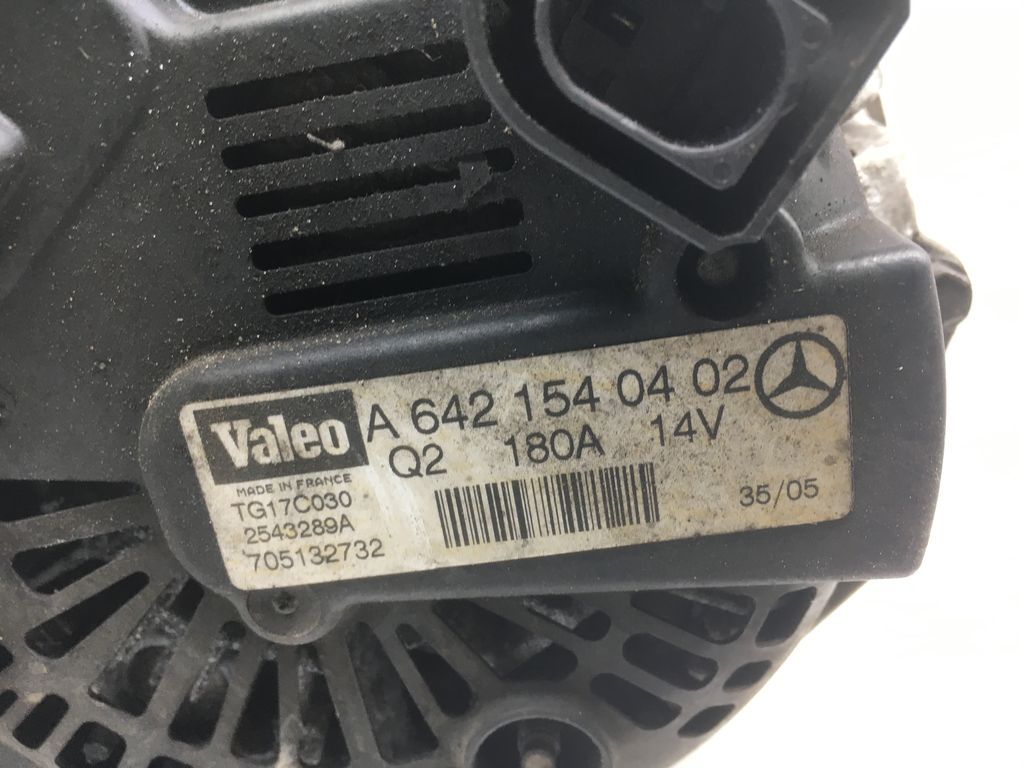 Valeo
A 642 154 04 02
Q2 180A 14V
MADE IN FRANCE
TG17C030
2543289A
705132732
35/05